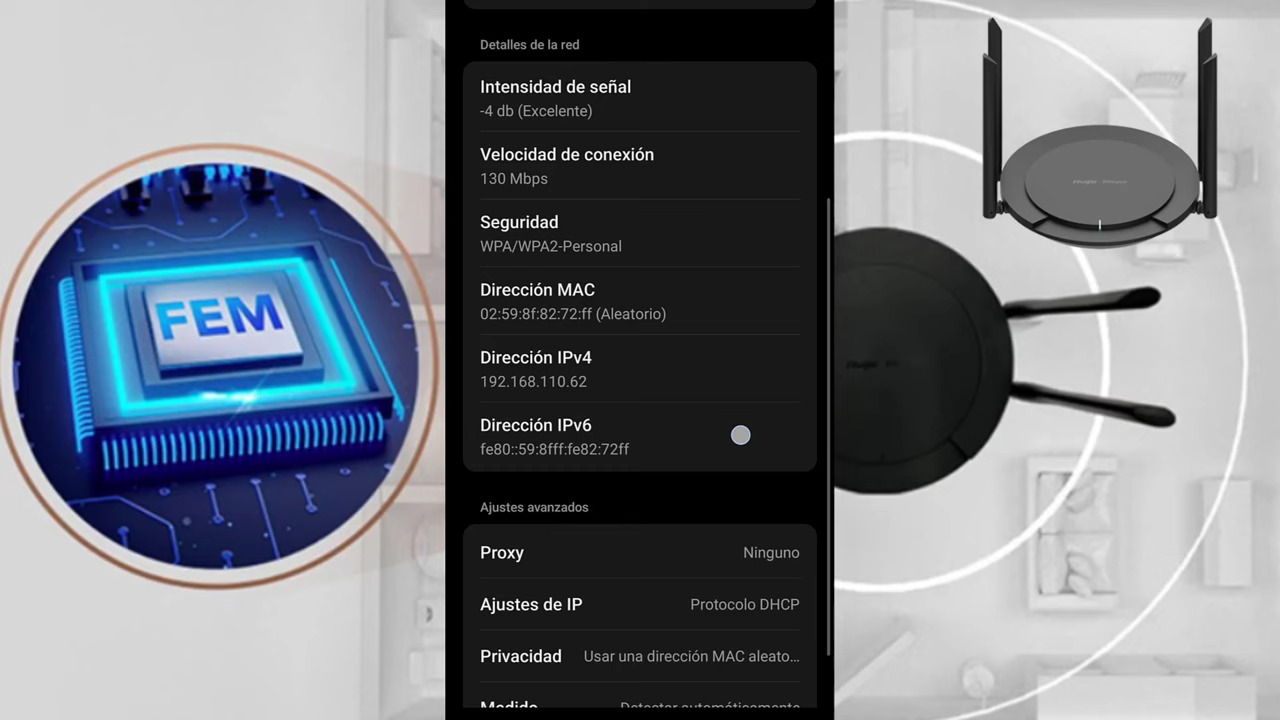 FEM
Detalles de la red
Intensidad de señal
-4 db (Excelente)
Velocidad de conexión
130 Mbps
Seguridad
WPA/WPA2-Personal
Dirección MAC
02:59:8f:82:72:ff (Aleatorio)
Dirección IPv4
192.168.110.62
Dirección IPv6
fe80::59:8fff:fe82:72ff
Ajustes avanzados
Proxy Ninguno
Ajustes de IP Protocolo DHCP
Privacidad Usar una dirección MAC aleato...
Medido Detectar automáticamente